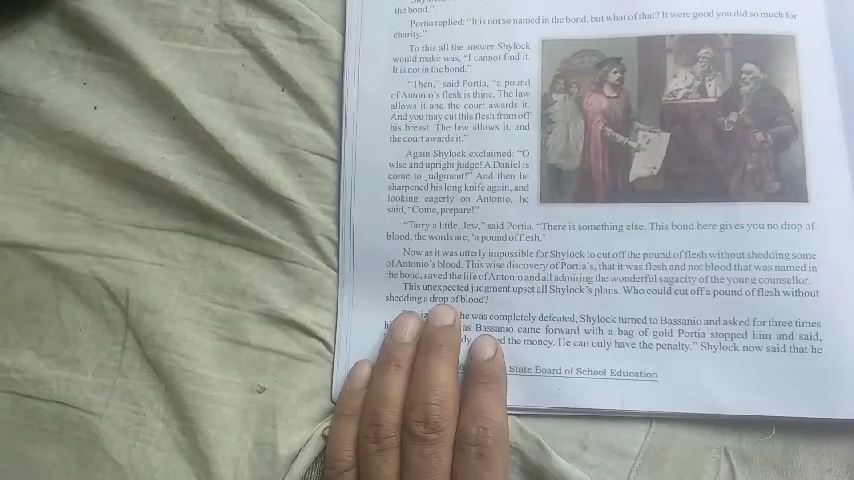 the bond."
Portia replied: "It is not so named in the bond, but what of that? It were good you did so much for
charity."
To this all the answer Shylock
would make was, "I cannot find it.
It is not in the bond."
"Then," said Portia, "a pound
of Antonio's flesh is thine. The law
allows it and the court awards it.
And you may cut this flesh from off
his breast. The law allows it, and
the court awards it."
Again Shylock exclaimed: "O
wise and upright judge! A Daniel is
come to judgment!" And then he
sharpened his long knife again, and
looking eagerly on Antonio, he
said, "Come, prepare!"
"Tarry a little, Jew," said Portia, "There is something else. This bond here gives you no drop of
blood; the words are, 'a pound of flesh.'
Now as it was utterly impossible for Shylock to cut off the pound of flesh without shedding some
of Antonio's blood. This wise discovery of Portia's, that it was flesh and not blood that was named in
the bond, saved the life of Antonio and all admiring the wonderful sagacity of the young counsellor.
This unexpected judgment upset all Shylock's plans. Who could cut off a pound of flesh without
shedding a drop of blood?
he was completely defeated, Shylock turned to Bassanio and asked for three times
as Bassanio came forward with a bag of gold Portia stopped him and said,
the money. He can only have the penalty." Shylock now said that he
State Board of School Education